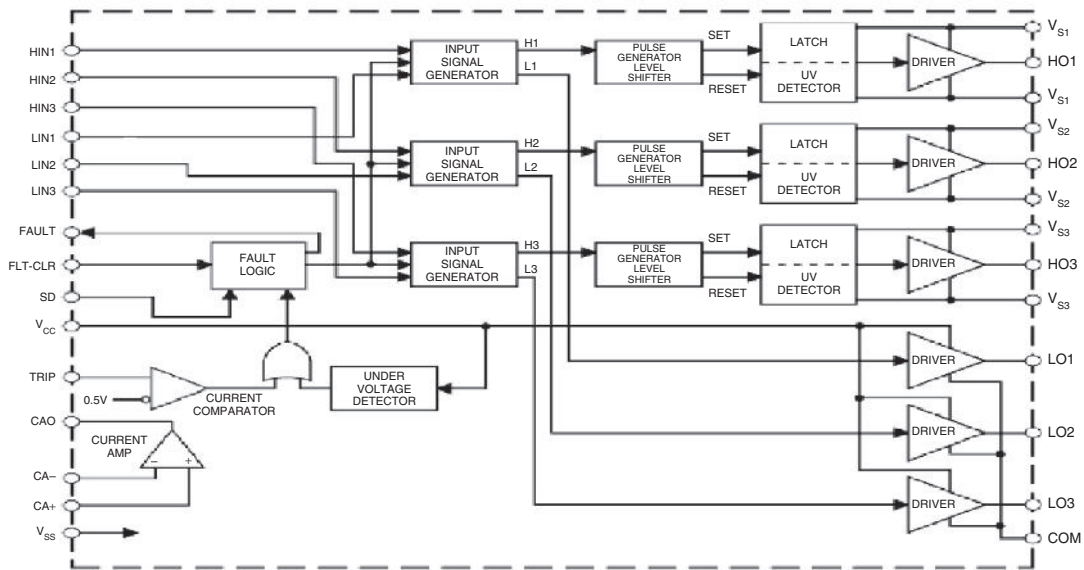 HIN1
HIN2
HIN3
LIN1
LIN2
LIN3
FAULT
FLT-CLR
SD
VCC
TRIP
0.5V
CAO
CA–
CA+
VSS
FAULT
LOGIC
CURRENT
COMPARATOR
CURRENT
AMP
–
+
UNDER
VOLTAGE
DETECTOR
INPUT
SIGNAL
GENERATOR
H1
L1
PULSE
GENERATOR
LEVEL
SHIFTER
SET
RESET
LATCH
UV
DETECTOR
DRIVER
VS1
HO1
VS1
INPUT
SIGNAL
GENERATOR
H2
L2
PULSE
GENERATOR
LEVEL
SHIFTER
SET
RESET
LATCH
UV
DETECTOR
DRIVER
VS2
HO2
VS2
INPUT
SIGNAL
GENERATOR
H3
L3
PULSE
GENERATOR
LEVEL
SHIFTER
SET
RESET
LATCH
UV
DETECTOR
DRIVER
VS3
HO3
VS3
DRIVER
LO1
DRIVER
LO2
DRIVER
LO3
COM